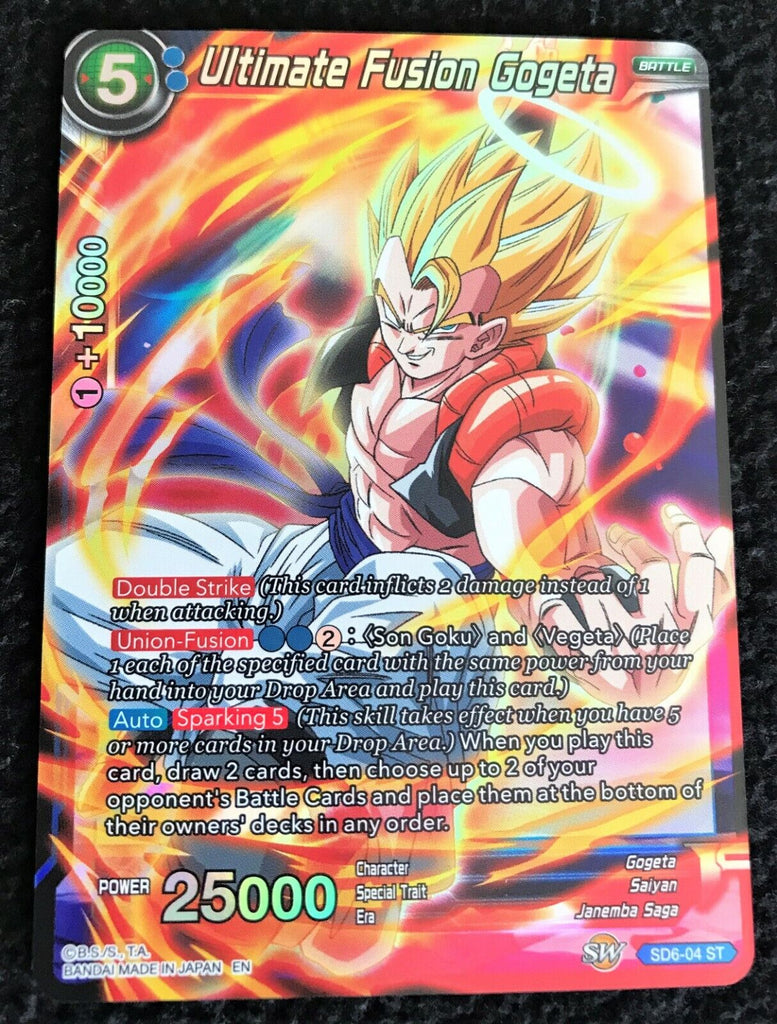 5
Ultimate Fusion Gogeta
BATTLE
1 +10000
Double Strike (This card inflicts 2 damage instead of 1
when attacking.)
Union-Fusion 2 : 〈Son Goku〉 and 〈Vegeta〉 (Place
1 each of the specified card with the same power from your
hand into your Drop Area and play this card.)
Auto Sparking 5 (This skill takes effect when you have 5
or more cards in your Drop Area.) When you play this
card, draw 2 cards, then choose up to 2 of your
opponent's Battle Cards and place them at the bottom of
their owners' decks in any order.
POWER 25000
Character Gogeta
Special Trait Saiyan
Era Janemba Saga
©B.S./S., T.A.
BANDAI MADE IN JAPAN EN
SW
SD6-04 ST